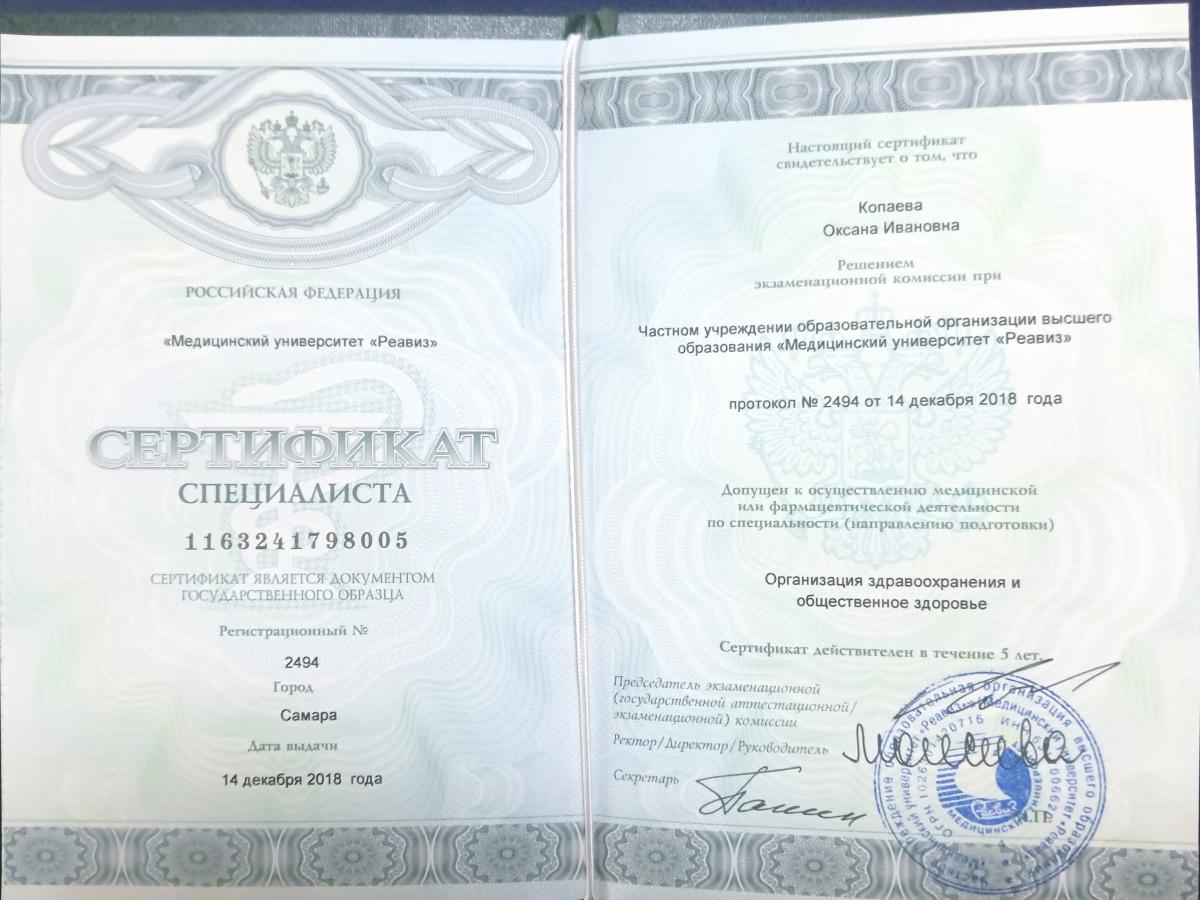 РОССИЙСКАЯ ФЕДЕРАЦИЯ
«Медицинский университет «Реавиз»
СЕРТИФИКАТ
СПЕЦИАЛИСТА
1163241798005
СЕРТИФИКАТ ЯВЛЯЕТСЯ ДОКУМЕНТОМ
ГОСУДАРСТВЕННОГО ОБРАЗЦА
Регистрационный №
2494
Город
Самара
Дата выдачи
14 декабря 2018 года
Настоящий сертификат
свидетельствует о том, что
Копаева
Оксана Ивановна
Решением
экзаменационной комиссии при
Частном учреждении образовательной организации высшего
образования «Медицинский университет «Реавиз»
протокол № 2494 от 14 декабря 2018 года
Допущен к осуществлению медицинской
или фармацевтической деятельности
по специальности (направлению подготовки)
Организация здравоохранения и
общественное здоровье
Сертификат действителен в течение 5 лет.
Председатель экзаменационной
(государственной аттестационной/
экзаменационной) комиссии
Ректор/Директор/Руководитель
Секретарь